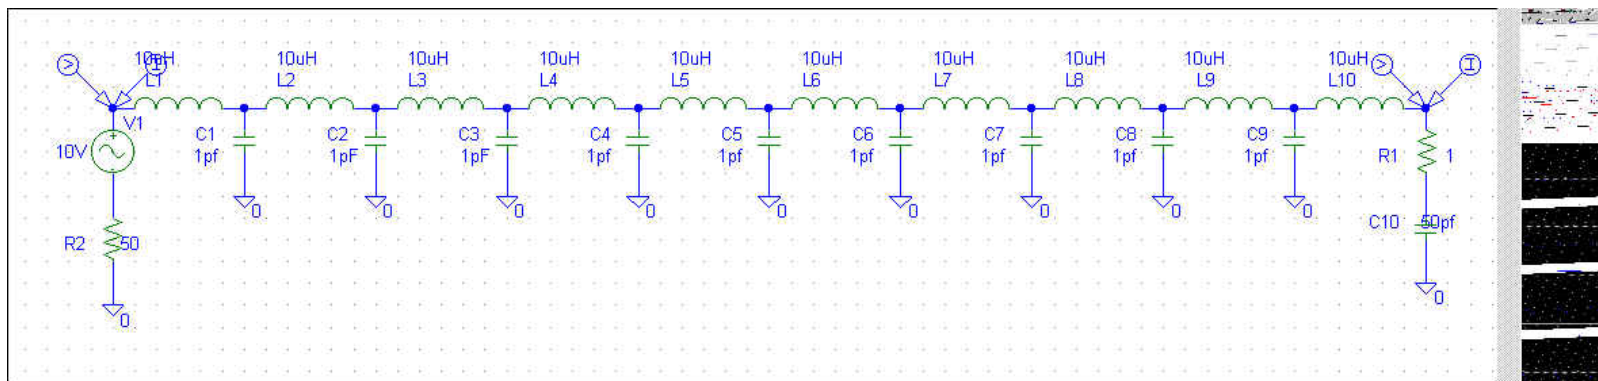 10uH 10uH 10uH 10uH 10uH 10uH 10uH 10uH 10uH 10uH
V I L1 L2 L3 L4 L5 L6 L7 L8 L9 L10 V I
V1
+
10V
-
C1 C2 C3 C4 C5 C6 C7 C8 C9
1pf 1pF 1pF 1pf 1pf 1pf 1pf 1pf 1pf
R1 1
0 0 0 0 0 0 0 0 0
R2 50
C10 50pf
0
0